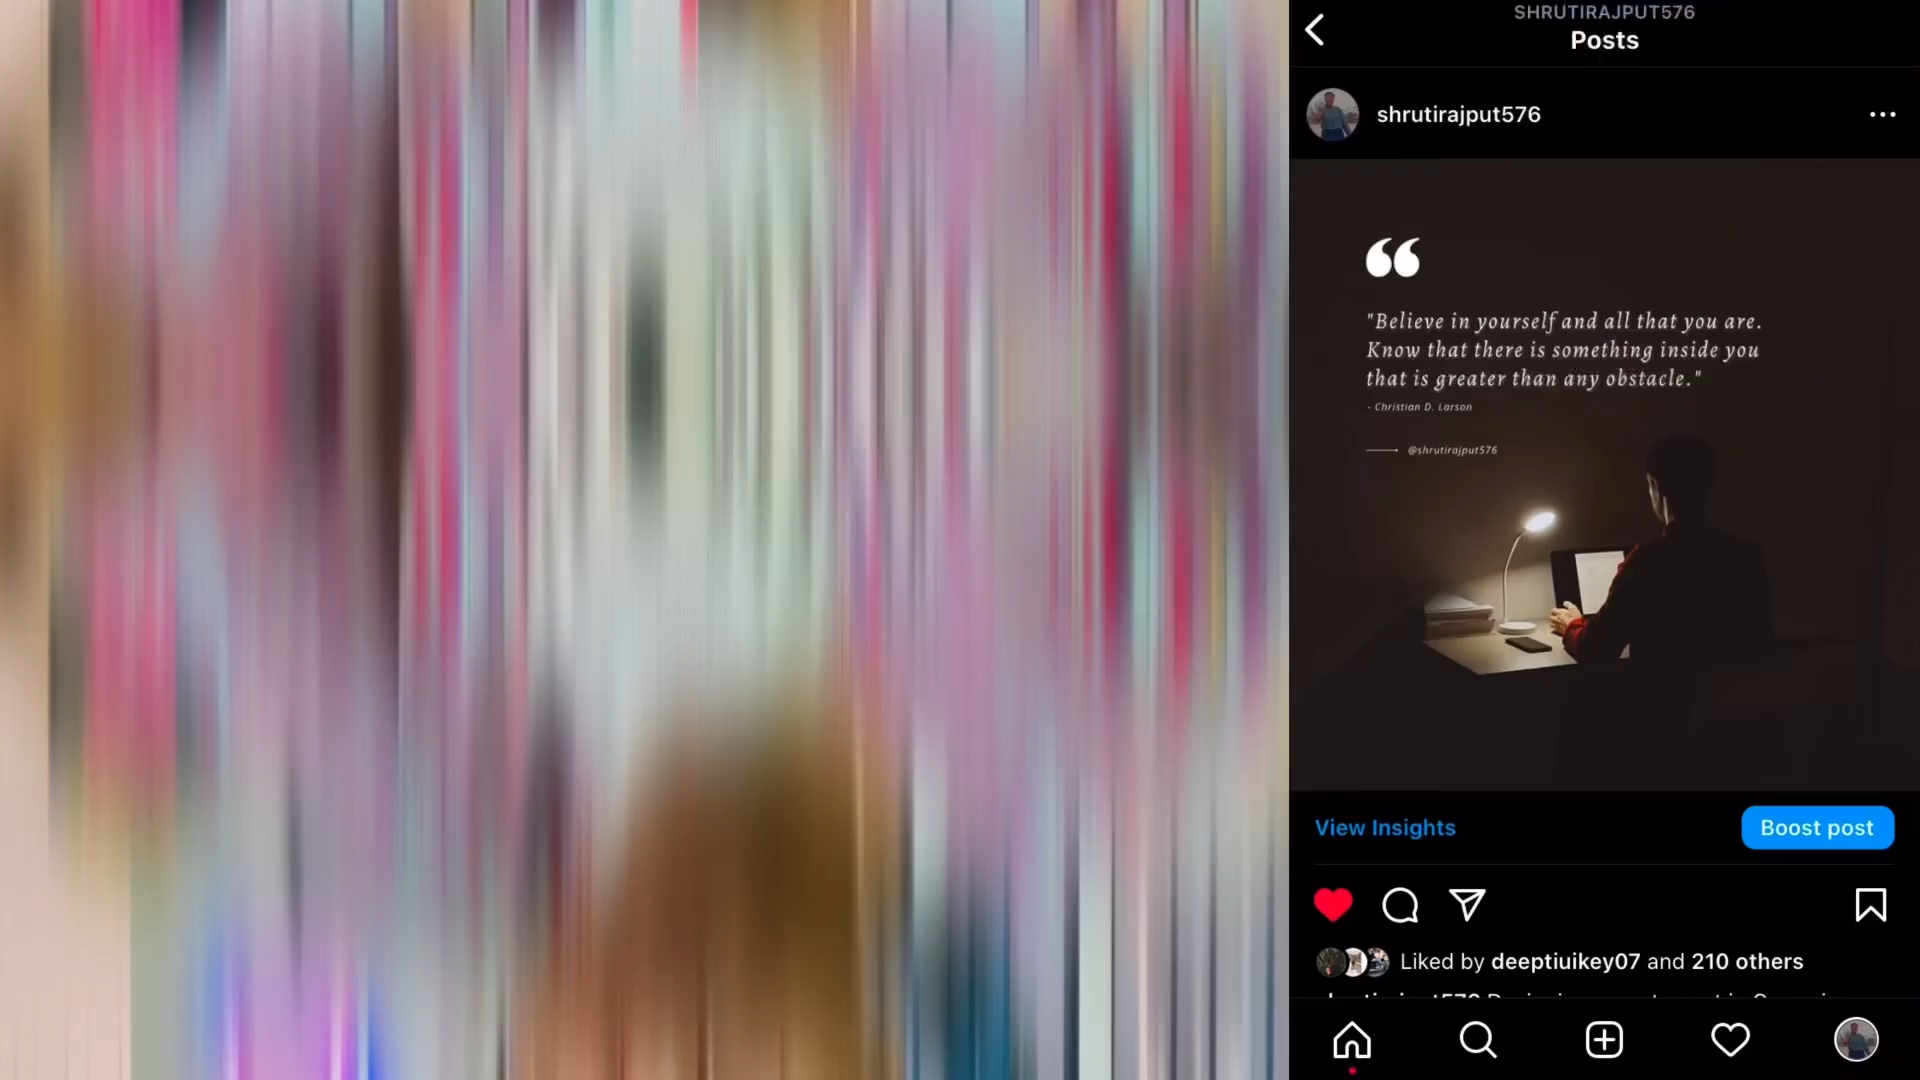 SHRUTIRAJPUT576
Posts
shrutirajput576
"Believe in yourself and all that you are.
Know that there is something inside you
that is greater than any obstacle."
- Christian D. Larson
@shrutirajput576
View Insights
Boost post
Liked by deeptiuikey07 and 210 others